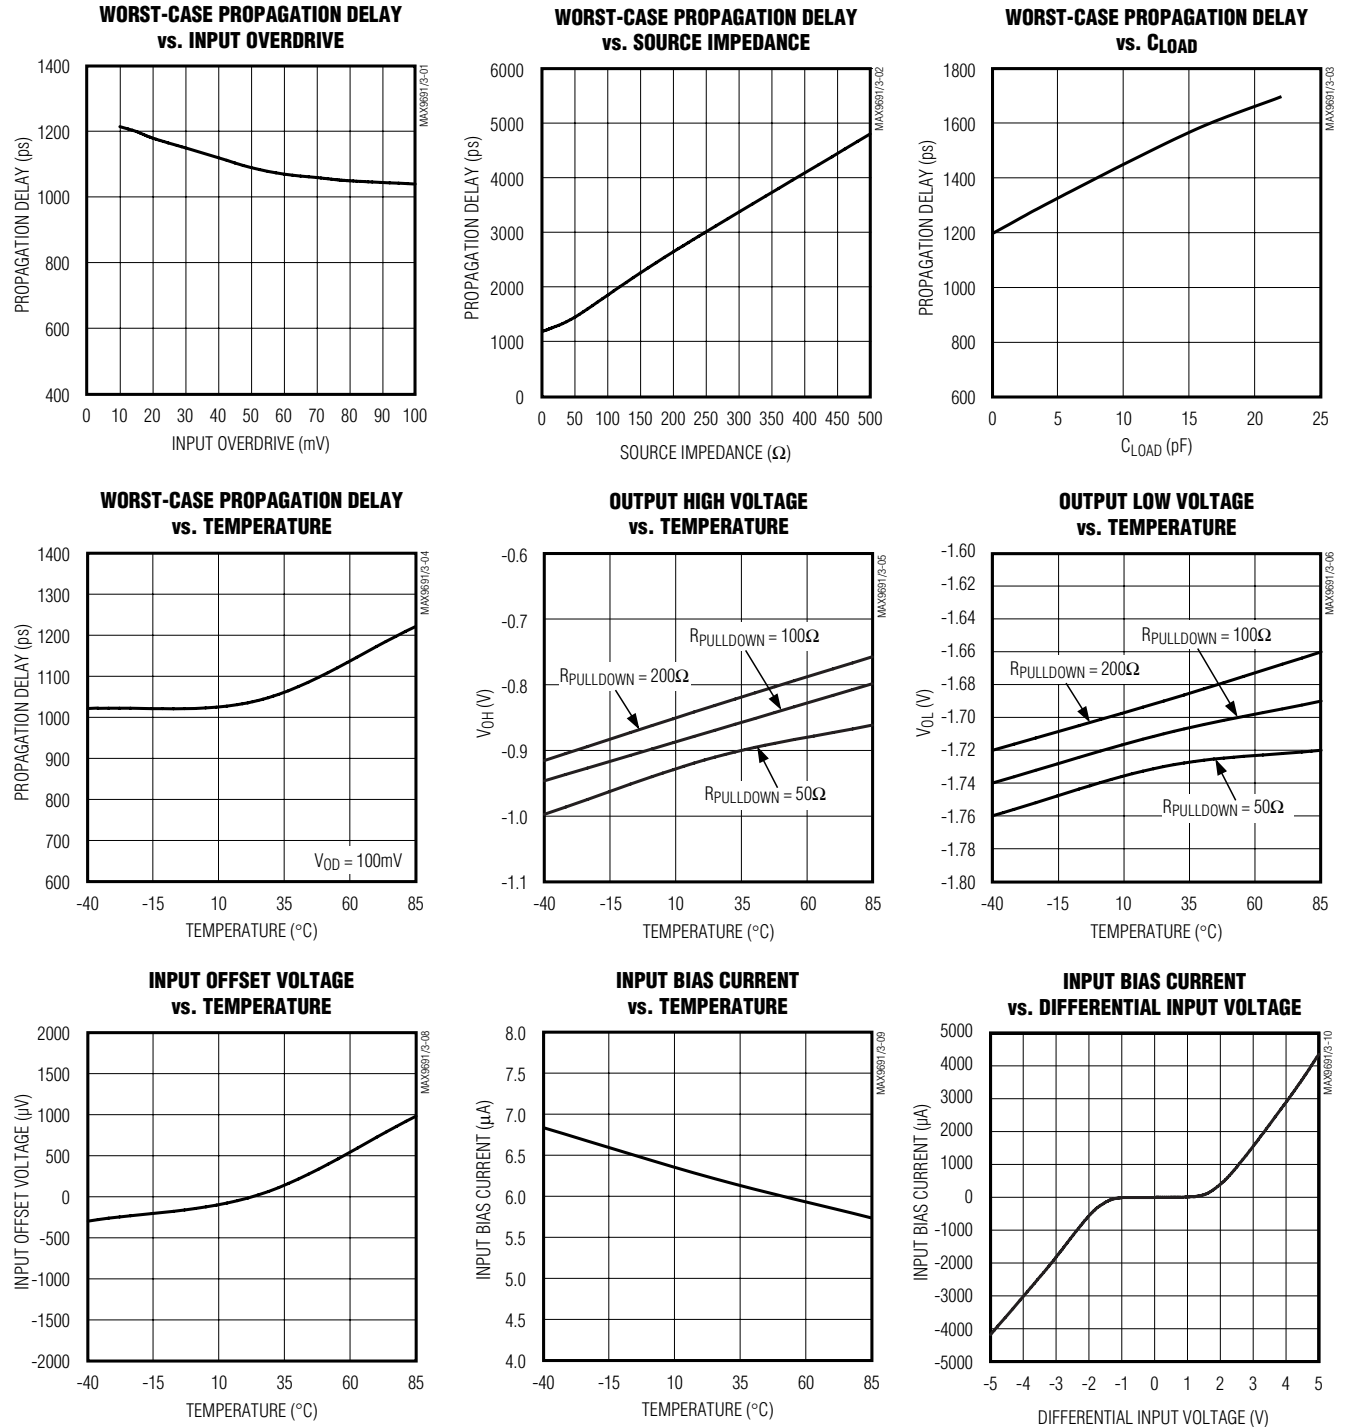 WORST-CASE PROPAGATION DELAY
vs. INPUT OVERDRIVE
1400
1200
1000
800
600
400
PROPAGATION DELAY (ps)
0 10 20 30 40 50 60 70 80 90 100
INPUT OVERDRIVE (mV)
MAX9691/3-01
WORST-CASE PROPAGATION DELAY
vs. SOURCE IMPEDANCE
6000
5000
4000
3000
2000
1000
0
PROPAGATION DELAY (ps)
0 50 100 150 200 250 300 350 400 450 500
SOURCE IMPEDANCE (Ω)
MAX9691/3-02
WORST-CASE PROPAGATION DELAY
vs. CLOAD
1800
1600
1400
1200
1000
800
600
PROPAGATION DELAY (ps)
0 5 10 15 20 25
CLOAD (pF)
MAX9691/3-03
WORST-CASE PROPAGATION DELAY
vs. TEMPERATURE
1400
1300
1200
1100
1000
900
800
700
600
PROPAGATION DELAY (ps)
VOD = 100mV
-40 -15 10 35 60 85
TEMPERATURE (°C)
MAX9691/3-04
OUTPUT HIGH VOLTAGE
vs. TEMPERATURE
-0.6
-0.7
-0.8
-0.9
-1.0
-1.1
VOH (V)
RPULLDOWN = 100Ω
RPULLDOWN = 200Ω
RPULLDOWN = 50Ω
-40 -15 10 35 60 85
TEMPERATURE (°C)
MAX9691/3-05
OUTPUT LOW VOLTAGE
vs. TEMPERATURE
-1.60
-1.62
-1.64
-1.66
-1.68
-1.70
-1.72
-1.74
-1.76
-1.78
-1.80
VOL (V)
RPULLDOWN = 100Ω
RPULLDOWN = 200Ω
RPULLDOWN = 50Ω
-40 -15 10 35 60 85
TEMPERATURE (°C)
MAX9691/3-06
INPUT OFFSET VOLTAGE
vs. TEMPERATURE
2000
1500
1000
500
0
-500
-1000
-1500
-2000
INPUT OFFSET VOLTAGE (µV)
-40 -15 10 35 60 85
TEMPERATURE (°C)
MAX9691/3-08
INPUT BIAS CURRENT
vs. TEMPERATURE
8.0
7.5
7.0
6.5
6.0
5.5
5.0
4.5
4.0
INPUT BIAS CURRENT (µA)
-40 -15 10 35 60 85
TEMPERATURE (°C)
MAX9691/3-09
INPUT BIAS CURRENT
vs. DIFFERENTIAL INPUT VOLTAGE
5000
4000
3000
2000
1000
0
-1000
-2000
-3000
-4000
-5000
INPUT BIAS CURRENT (µA)
-5 -4 -3 -2 -1 0 1 2 3 4 5
DIFFERENTIAL INPUT VOLTAGE (V)
MAX9691/3-10